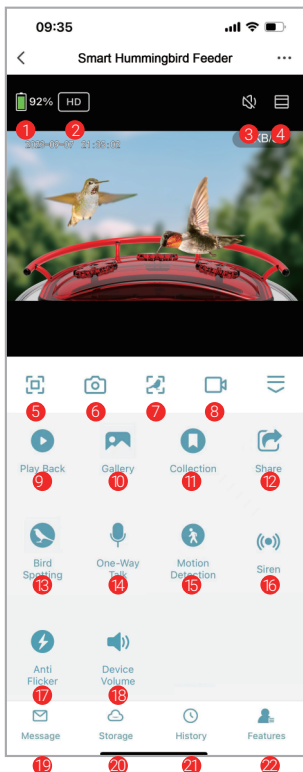 09:35
Smart Hummingbird Feeder
92% HD
1 2 3 4
KB/S
5 6 7 8
Play Back Gallery Collection Share
9 10 11 12
Bird Spotting
One-Way Talk
Motion Detection
Siren
13 14 15 16
Anti Flicker
Device Volume
17 18
Message Storage History Features
19 20 21 22